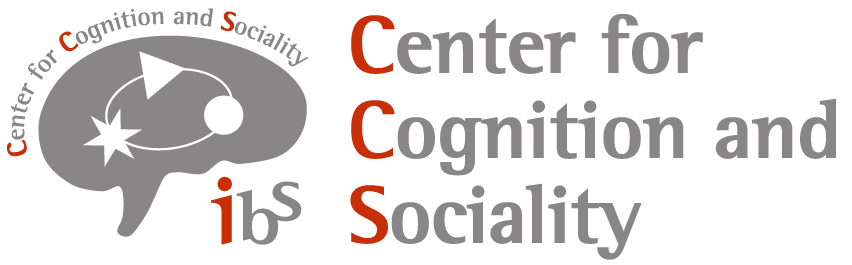 Center for Cognition and Sociality
ibs
Center for
Cognition and
Sociality